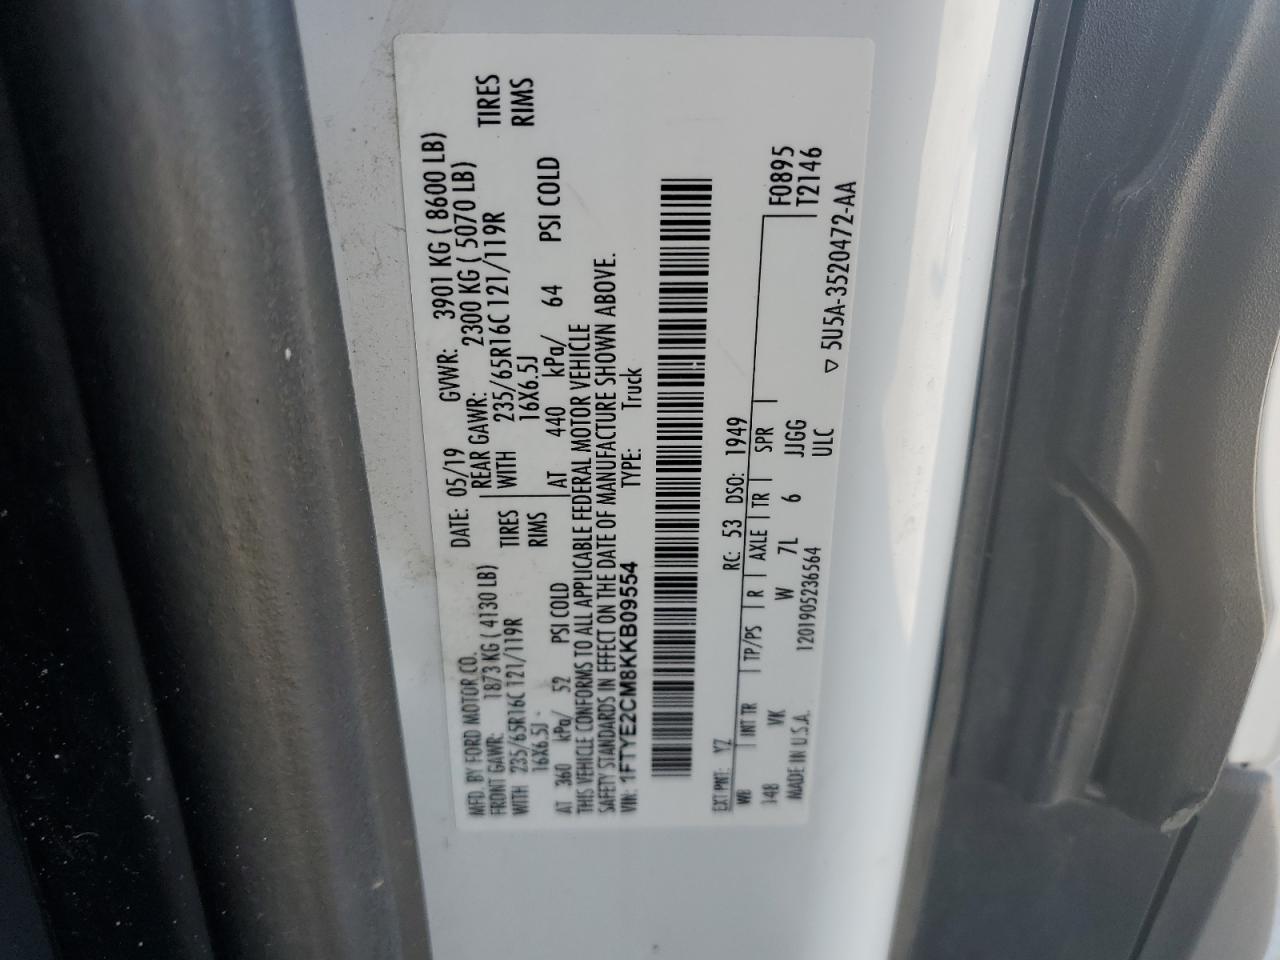 MFD. BY FORD MOTOR CO. DATE: 05/19 GVWR: 3901 KG ( 8600 LB)
FRONT GAWR: 1873 KG ( 4130 LB) REAR GAWR: 2300 KG ( 5070 LB)
WITH 235/65R16C 121/119R TIRES WITH 235/65R16C 121/119R TIRES
16X6.5J RIMS 16X6.5J RIMS
AT 360 kPa/ 52 PSI COLD AT 440 kPa/ 64 PSI COLD
THIS VEHICLE CONFORMS TO ALL APPLICABLE FEDERAL MOTOR VEHICLE
SAFETY STANDARDS IN EFFECT ON THE DATE OF MANUFACTURE SHOWN ABOVE.
VIN: 1FTYE2CM8KKB09554 TYPE: Truck
EXT PNT: YZ RC: 53 DSO: 1949
WB INT TR TP/PS R AXLE TR SPR F0895
148 VK W 7L 6 JJGG T2146
MADE IN U.S.A. 1201905236564 ULC
▽ 5U5A-3520472-AA